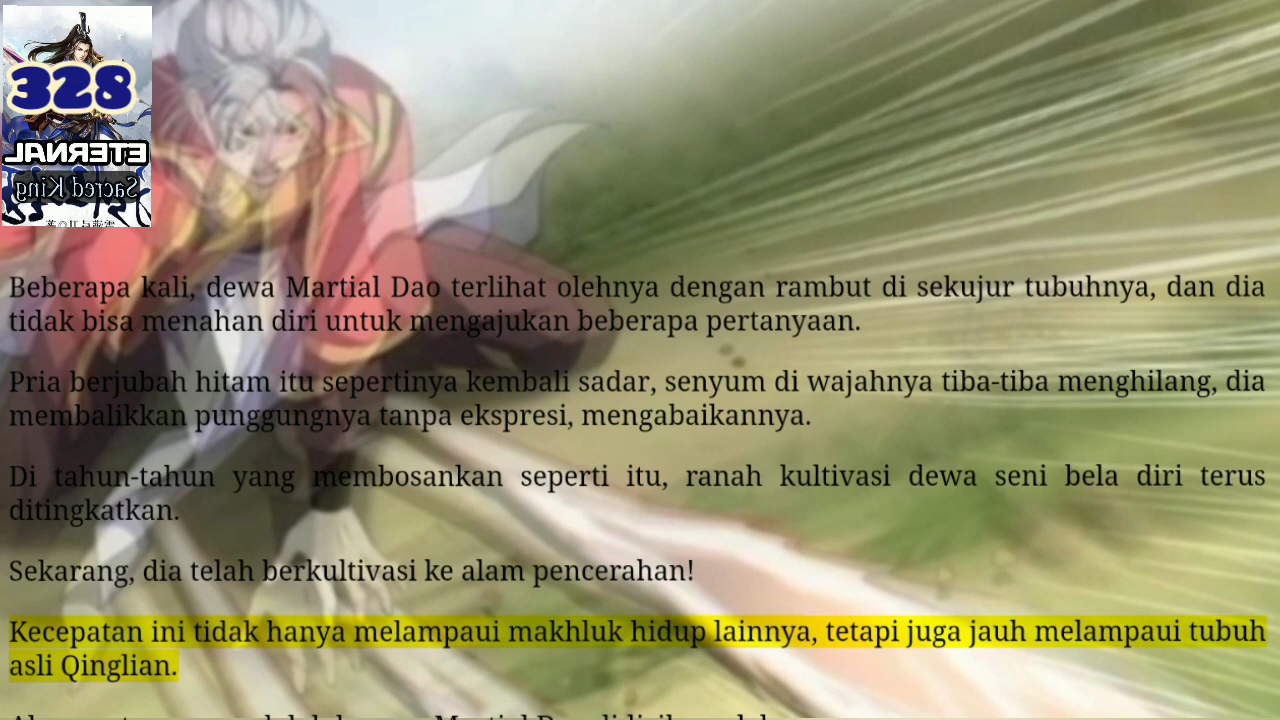 328
ETERNAL
Sacred King
Beberapa kali, dewa Martial Dao terlihat olehnya dengan rambut di sekujur tubuhnya, dan dia
tidak bisa menahan diri untuk mengajukan beberapa pertanyaan.
Pria berjubah hitam itu sepertinya kembali sadar, senyum di wajahnya tiba-tiba menghilang, dia
membalikkan punggungnya tanpa ekspresi, mengabaikannya.
Di tahun-tahun yang membosankan seperti itu, ranah kultivasi dewa seni bela diri terus
ditingkatkan.
Sekarang, dia telah berkultivasi ke alam pencerahan!
Kecepatan ini tidak hanya melampaui makhluk hidup lainnya, tetapi juga jauh melampaui tubuh
asli Qinglian.